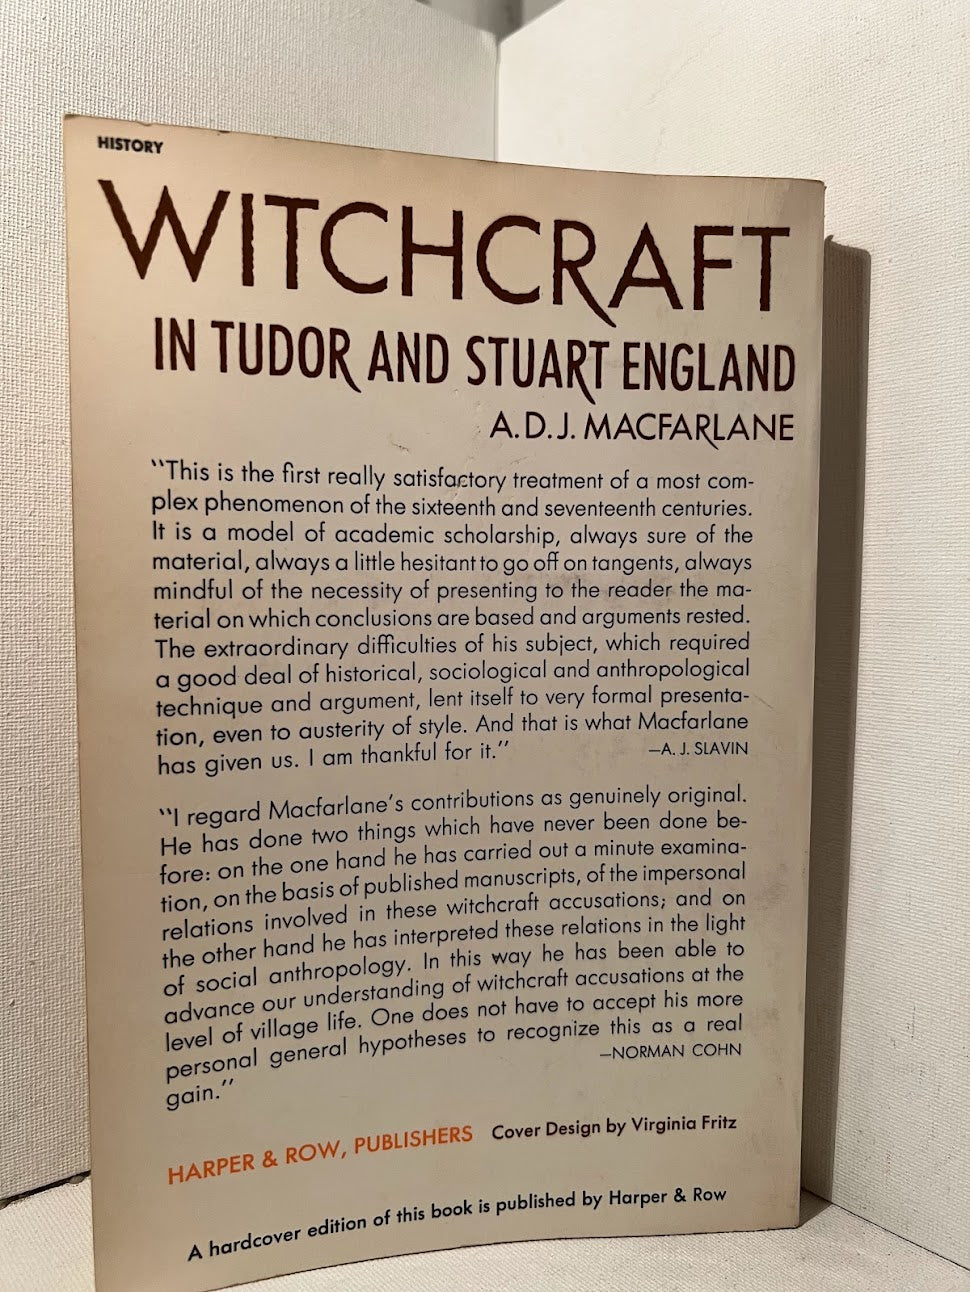 HISTORY
WITCHCRAFT
IN TUDOR AND STUART ENGLAND
A.D.J. MACFARLANE
"This is the first really satisfactory treatment of a most com-
plex phenomenon of the sixteenth and seventeenth centuries.
It is a model of academic scholarship, always sure of the
material, always a little hesitant to go off on tangents, always
mindful of the necessity of presenting to the reader the ma-
terial on which conclusions are based and arguments rested.
The extraordinary difficulties of his subject, which required
a good deal of historical, sociological and anthropological
technique and argument, lent itself to very formal presenta-
tion, even to austerity of style. And that is what Macfarlane
has given us. I am thankful for it."
—A. J. SLAVIN
"I regard Macfarlane's contributions as genuinely original.
He has done two things which have never been done be-
fore: on the one hand he has carried out a minute examina-
tion, on the basis of published manuscripts, of the impersonal
relations involved in these witchcraft accusations; and on
the other hand he has interpreted these relations in the light
of social anthropology. In this way he has been able to
advance our understanding of witchcraft accusations at the
level of village life. One does not have to accept his more
personal general hypotheses to recognize this as a real
gain."
—NORMAN COHN
HARPER & ROW, PUBLISHERS Cover Design by Virginia Fritz
A hardcover edition of this book is published by Harper & Row